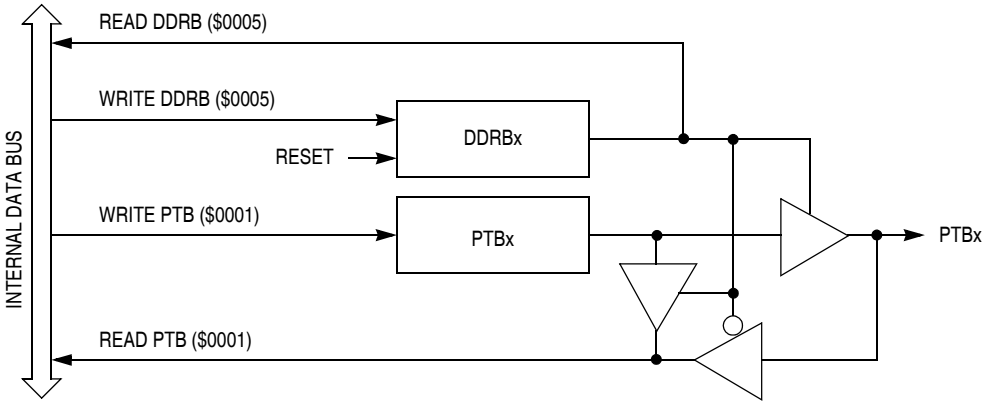 READ DDRB ($0005)
WRITE DDRB ($0005)
DDRBx
RESET
WRITE PTB ($0001)
PTBx
PTBx
READ PTB ($0001)
INTERNAL DATA BUS